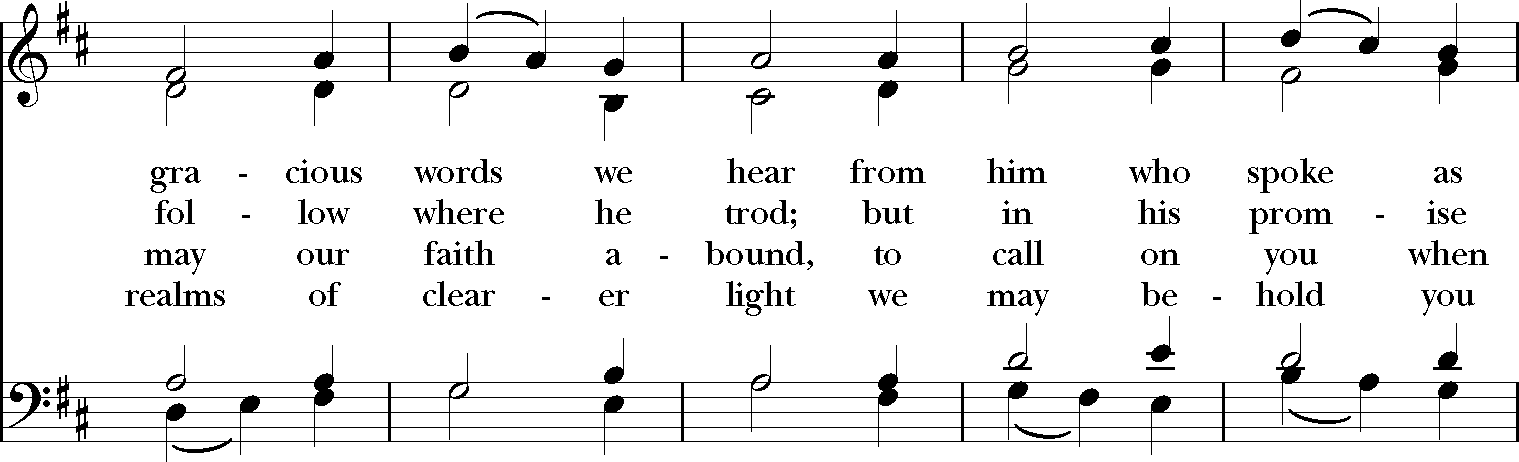 gra - cious words we hear from him who spoke as
fol - low where he trod; but in his prom - ise
may our faith a - bound, to call on you when
realms of clear - er light we may be - hold you